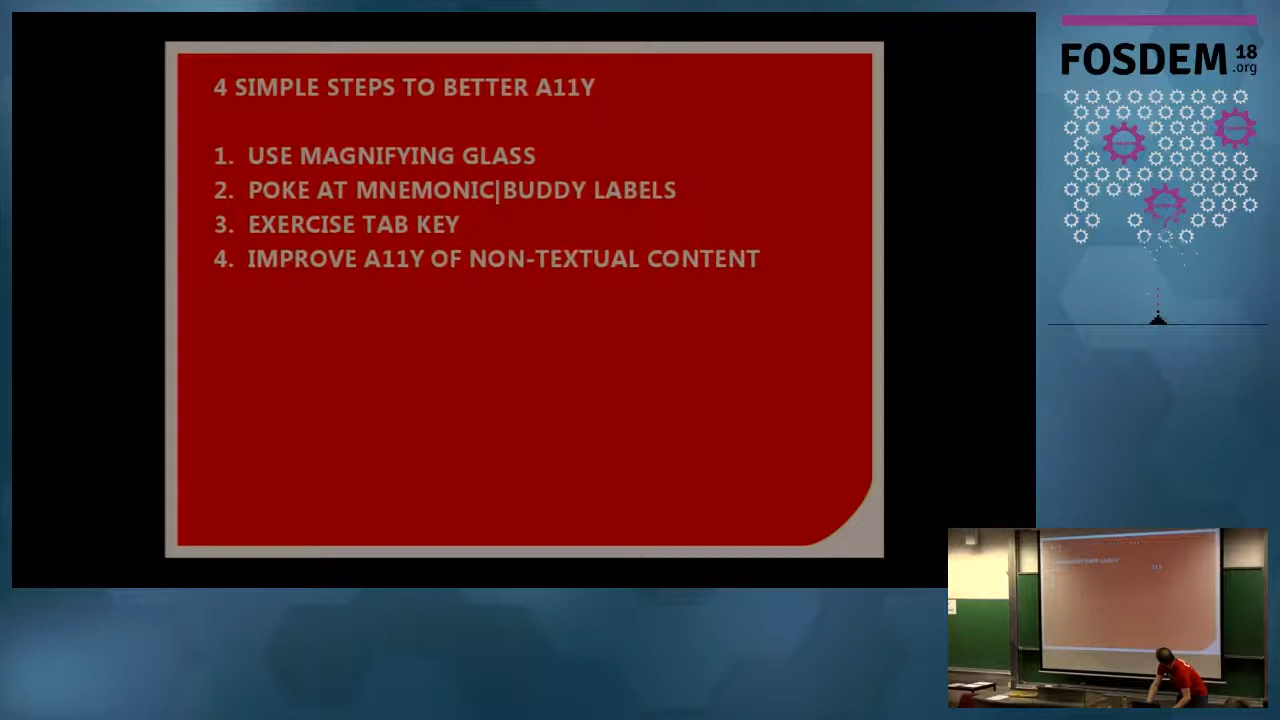 4 SIMPLE STEPS TO BETTER A11Y
1. USE MAGNIFYING GLASS
2. POKE AT MNEMONIC|BUDDY LABELS
3. EXERCISE TAB KEY
4. IMPROVE A11Y OF NON-TEXTUAL CONTENT
FOSDEM 18
.org